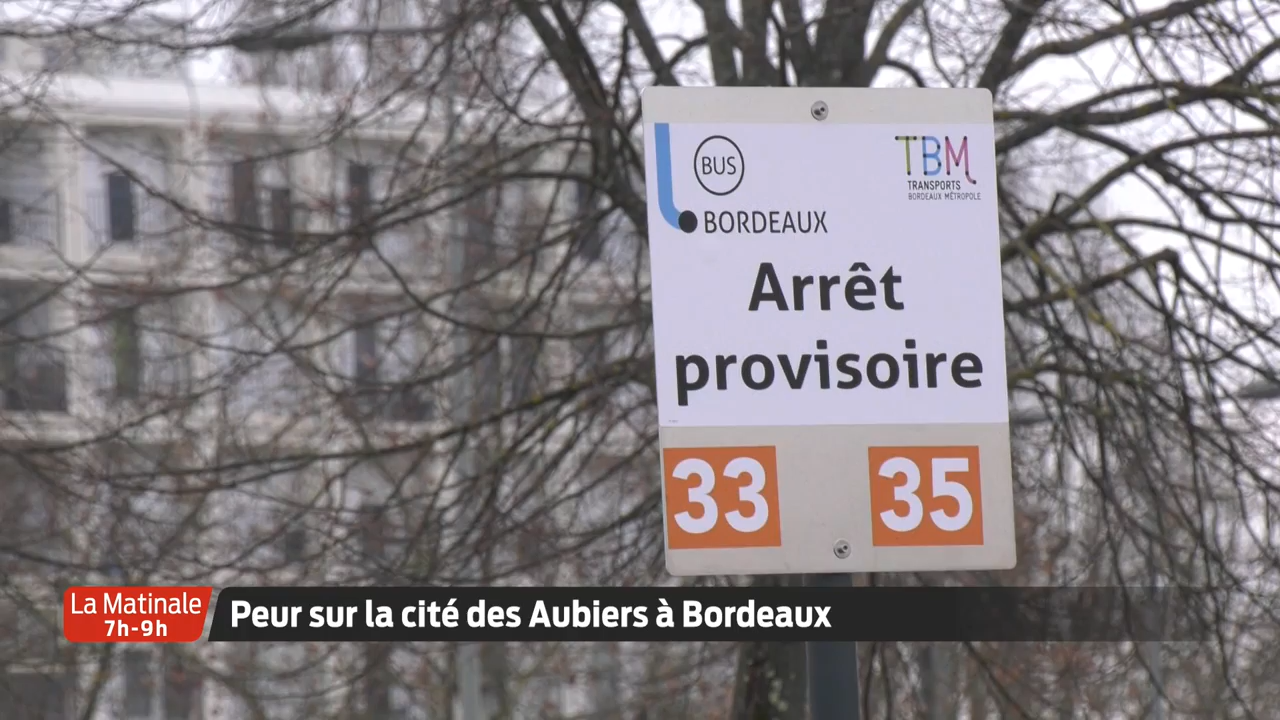 BUS
BORDEAUX
TBM
TRANSPORTS
BORDEAUX MÉTROPOLE
Arrêt
provisoire
33
35
La Matinale
7h-9h
Peur sur la cité des Aubiers à Bordeaux